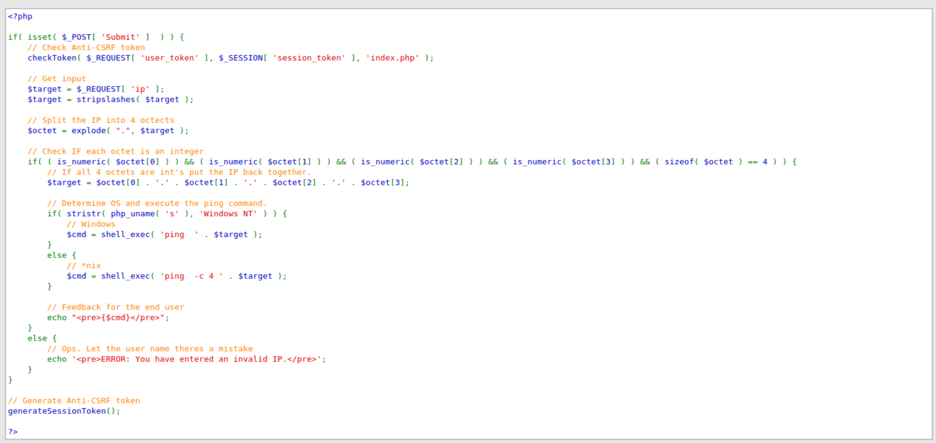 <?php
if( isset( $_POST[ 'Submit' ]  ) ) {
    // Check Anti-CSRF token
    checkToken( $_REQUEST[ 'user_token' ], $_SESSION[ 'session_token' ], 'index.php' );
    // Get input
    $target = $_REQUEST[ 'ip' ];
    $target = stripslashes( $target );
    // Split the IP into 4 octects
    $octet = explode( ".", $target );
    // Check IF each octet is an integer
    if( ( is_numeric( $octet[0] ) ) && ( is_numeric( $octet[1] ) ) && ( is_numeric( $octet[2] ) ) && ( is_numeric( $octet[3] ) ) && ( sizeof( $octet ) == 4 ) ) {
        // If all 4 octets are int's put the IP back together.
        $target = $octet[0] . '.' . $octet[1] . '.' . $octet[2] . '.' . $octet[3];
        // Determine OS and execute the ping command.
        if( stristr( php_uname( 's' ), 'Windows NT' ) ) {
            // Windows
            $cmd = shell_exec( 'ping  ' . $target );
        }
        else {
            // *nix
            $cmd = shell_exec( 'ping  -c 4 ' . $target );
        }
        // Feedback for the end user
        echo "<pre>{$cmd}</pre>";
    }
    else {
        // Ops. Let the user name theres a mistake
        echo '<pre>ERROR: You have entered an invalid IP.</pre>';
    }
}
// Generate Anti-CSRF token
generateSessionToken();
?>